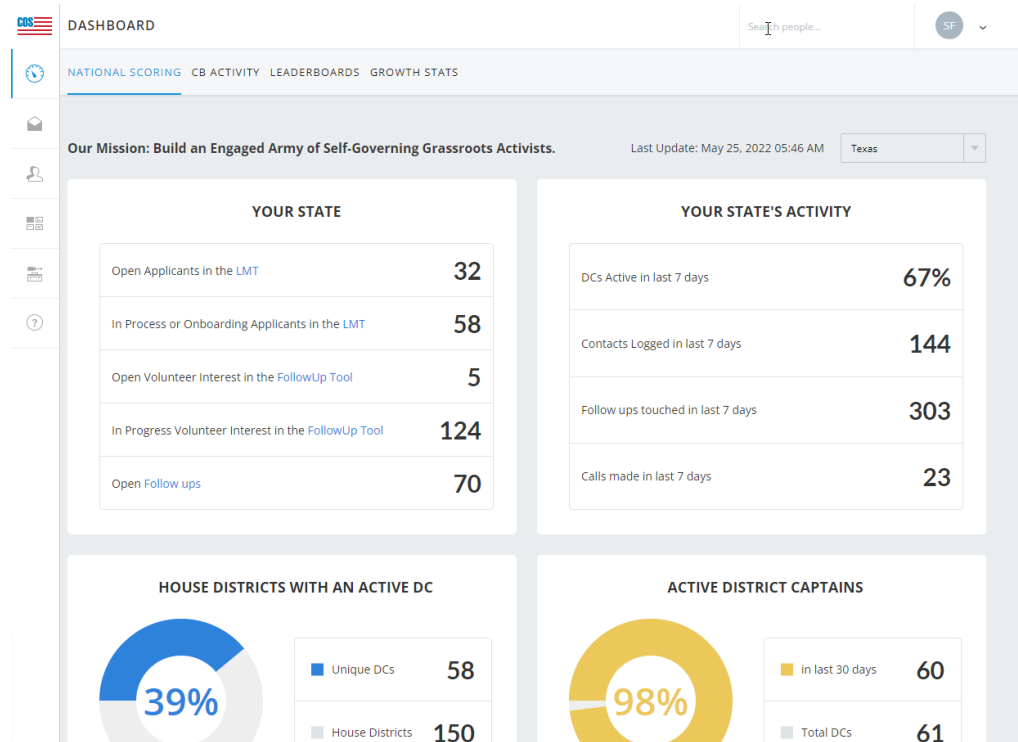 COS
DASHBOARD
Search people...
SF
NATIONAL SCORING CB ACTIVITY LEADERBOARDS GROWTH STATS
Our Mission: Build an Engaged Army of Self-Governing Grassroots Activists.
Last Update: May 25, 2022 05:46 AM
Texas
YOUR STATE
Open Applicants in the LMT 32
In Process or Onboarding Applicants in the LMT 58
Open Volunteer Interest in the FollowUp Tool 5
In Progress Volunteer Interest in the FollowUp Tool 124
Open Follow ups 70
YOUR STATE'S ACTIVITY
DCs Active in last 7 days 67%
Contacts Logged in last 7 days 144
Follow ups touched in last 7 days 303
Calls made in last 7 days 23
HOUSE DISTRICTS WITH AN ACTIVE DC
39%
Unique DCs 58
House Districts 150
ACTIVE DISTRICT CAPTAINS
98%
in last 30 days 60
Total DCs 61